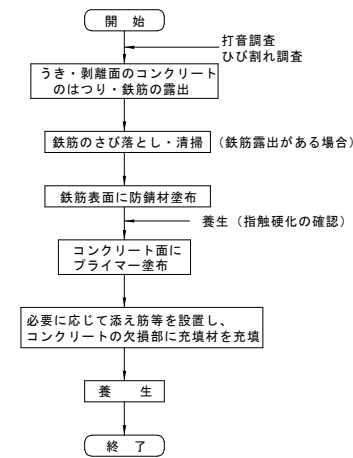 開 始
打音調査
ひび割れ調査
うき・剥離面のコンクリート
のはつり・鉄筋の露出
鉄筋のさび落とし・清掃 (鉄筋露出がある場合)
鉄筋表面に防錆材塗布
養生（指触硬化の確認）
コンクリート面に
プライマー塗布
必要に応じて添え筋等を設置し、
コンクリートの欠損部に充填材を充填
養 生
終 了